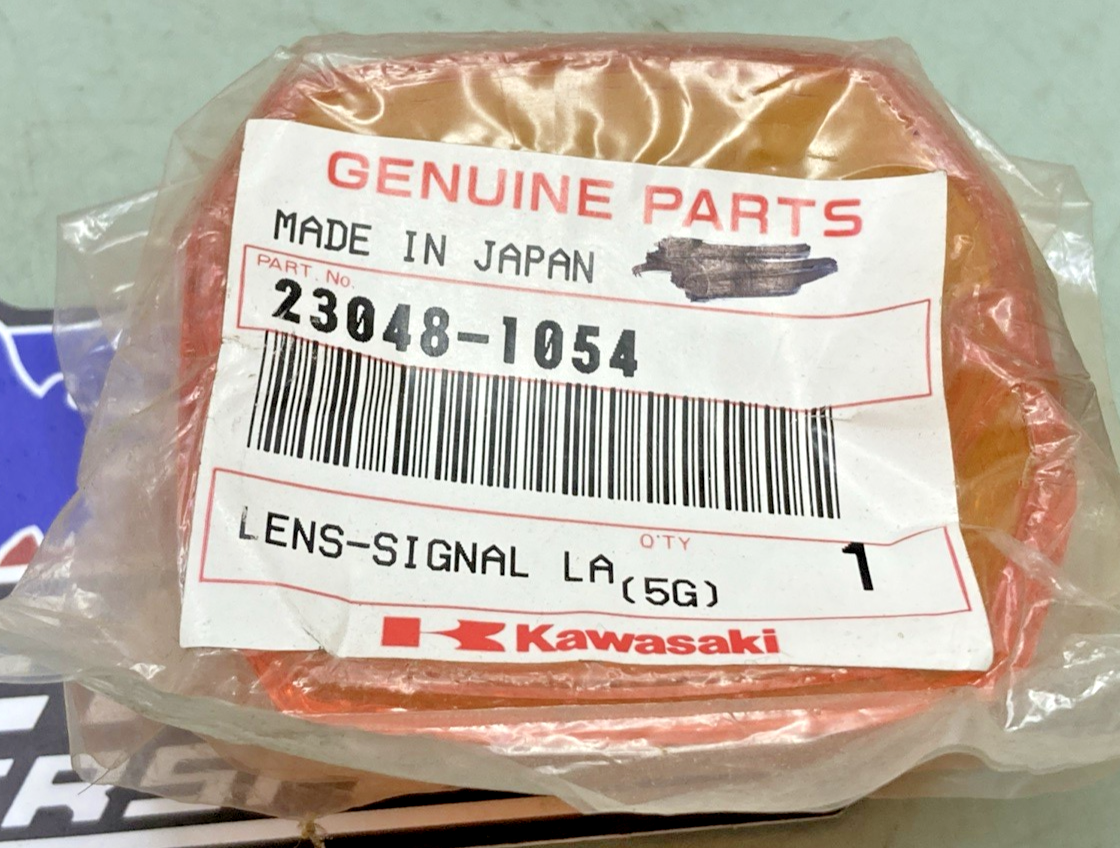 GENUINE PARTS
MADE IN JAPAN
PART. No.
23048-1054
LENS-SIGNAL LA(5G)
Q'TY
1
Kawasaki